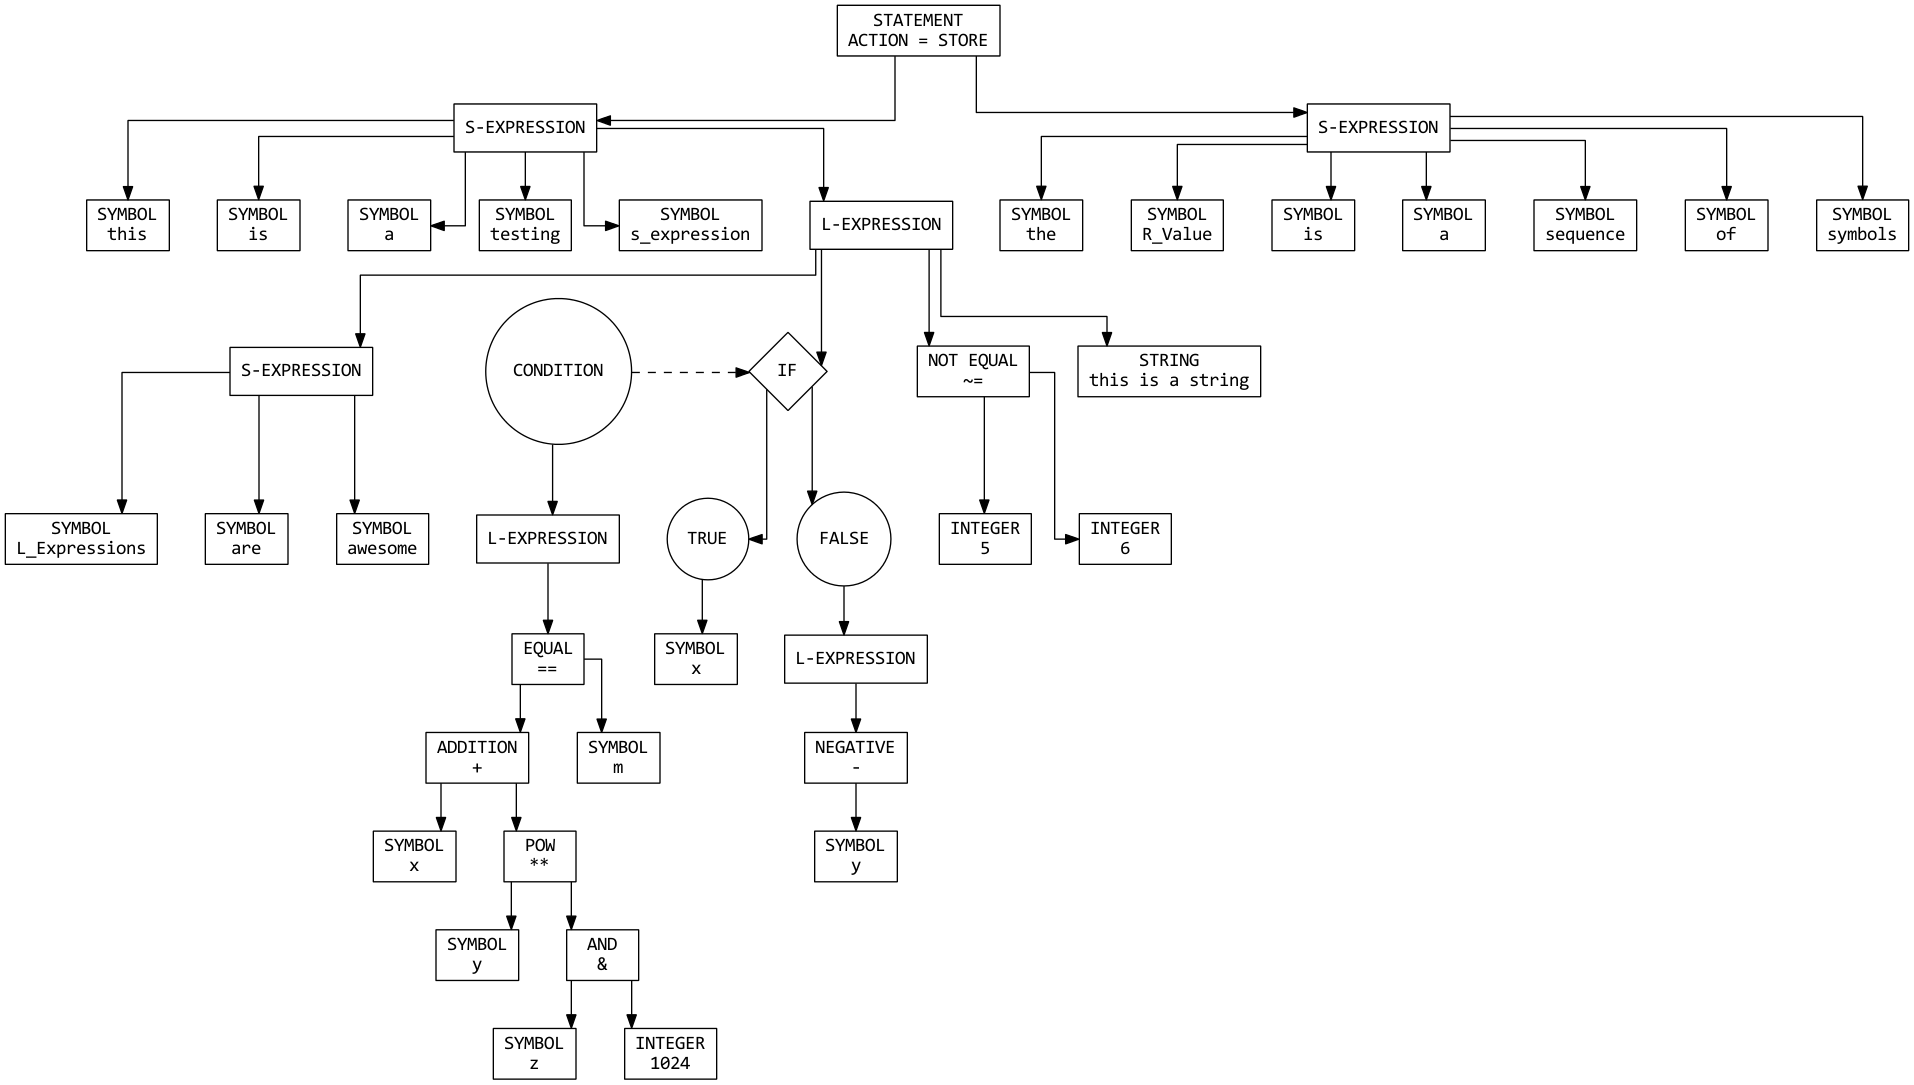 STATEMENT
ACTION = STORE
S-EXPRESSION
S-EXPRESSION
SYMBOL
this
SYMBOL
is
SYMBOL
a
SYMBOL
testing
SYMBOL
s_expression
L-EXPRESSION
SYMBOL
the
SYMBOL
R_Value
SYMBOL
is
SYMBOL
a
SYMBOL
sequence
SYMBOL
of
SYMBOL
symbols
S-EXPRESSION
CONDITION
IF
NOT EQUAL
~=
STRING
this is a string
SYMBOL
L_Expressions
SYMBOL
are
SYMBOL
awesome
L-EXPRESSION
TRUE
FALSE
INTEGER
5
INTEGER
6
EQUAL
==
SYMBOL
x
L-EXPRESSION
ADDITION
+
SYMBOL
m
NEGATIVE
-
SYMBOL
x
POW
**
SYMBOL
y
SYMBOL
y
AND
&
SYMBOL
z
INTEGER
1024